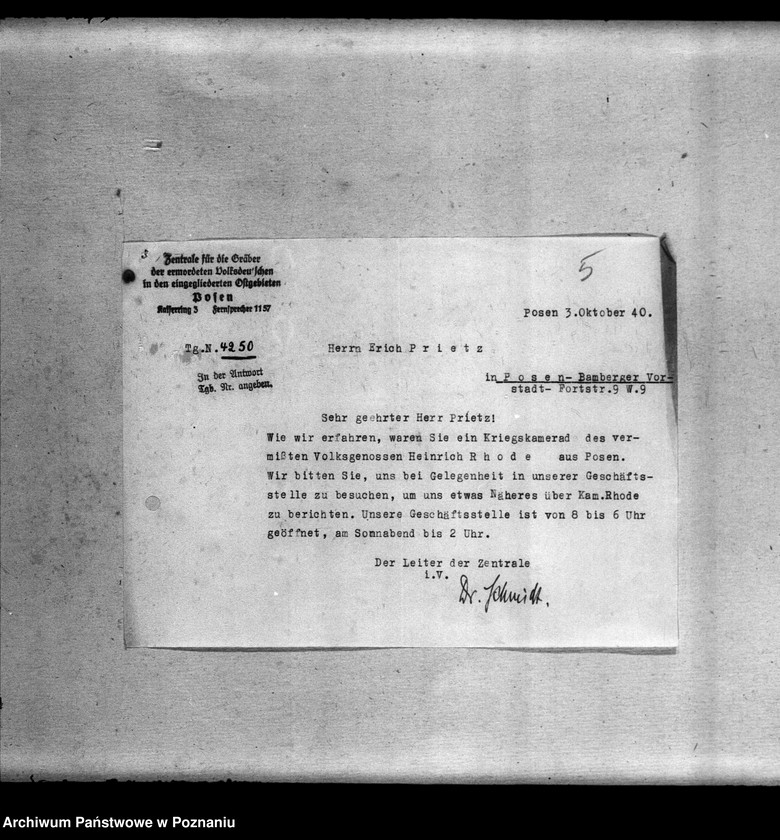 5
Zentrale für die Gräber
der ermordeten Volksdeutschen
in den eingegliederten Ostgebieten
Posen
Kaiserring 3 Fernsprecher 1157
Posen 3.Oktober 40.
Tg.N. 4250
Herrn Erich P r i e t z
In der Antwort
Tgb. Nr. angeben.
in P o s e n- Bamberger Vor-
stadt- Fortstr.9 W.9
Sehr geehrter Herr Prietz!
Wie wir erfahren, waren Sie ein Kriegskamerad des ver-
mißten Volksgenossen Heinrich R h o d e aus Posen.
Wir bitten Sie, uns bei Gelegenheit in unserer Geschäfts-
stelle zu besuchen, um uns etwas Näheres über Kam.Rhode
zu berichten. Unsere Geschäftsstelle ist von 8 bis 6 Uhr
geöffnet, am Sonnabend bis 2 Uhr.
Der Leiter der Zentrale
i.V.
Dr. Schmidt.
Archiwum Państwowe w Poznaniu